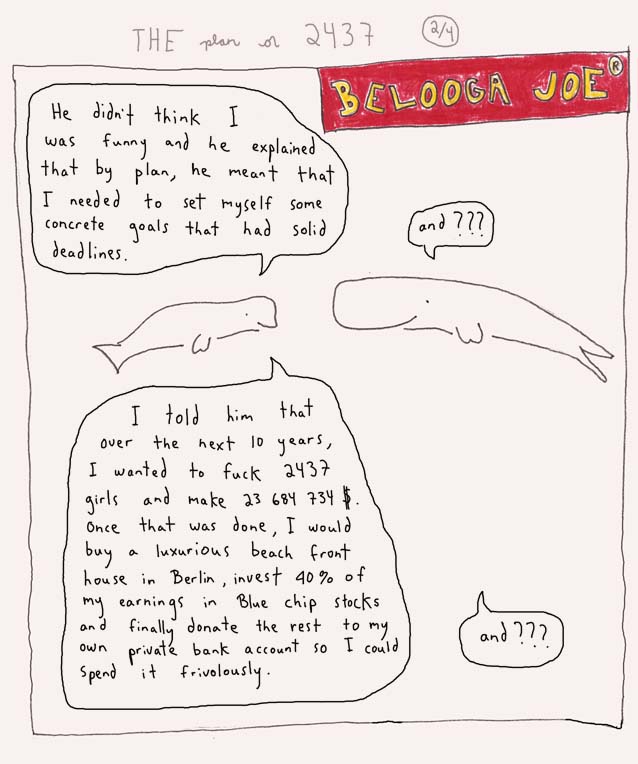 THE plan or 2437 2/4
BELOOGA JOE®
He didn't think I
was funny and he explained
that by plan, he meant that
I needed to set myself some
concrete goals that had solid
deadlines.
and ???
I told him that
over the next 10 years,
I wanted to fuck 2437
girls and make 23 684 734 $.
Once that was done, I would
buy a luxurious beach front
house in Berlin, invest 40% of
my earnings in Blue chip stocks
and finally donate the rest to my
own private bank account so I could
spend it frivolously.
and ???